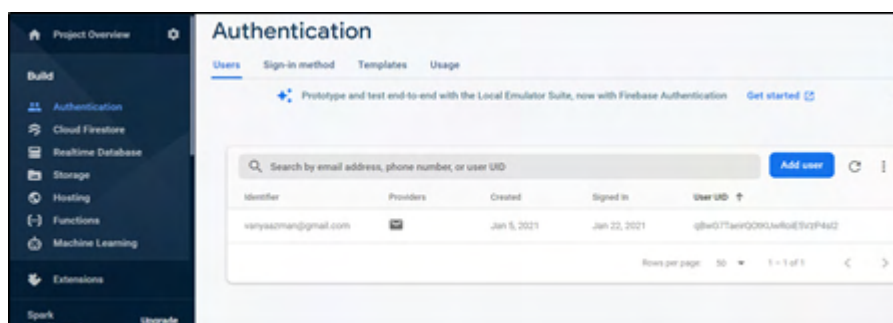 Project Overview
Build
Authentication
Cloud Firestore
Realtime Database
Storage
Hosting
Functions
Machine Learning
Extensions
Spark
Upgrade
Authentication
Users Sign-in method Templates Usage
Prototype and test end-to-end with the Local Emulator Suite, now with Firebase Authentication Get started
Search by email address, phone number, or user UID Add user
Identifier Providers Created Signed In User UID
vanyaazman@gmail.com Jan 5, 2021 Jan 22, 2021
Rows per page: 50 1 – 1 of 1